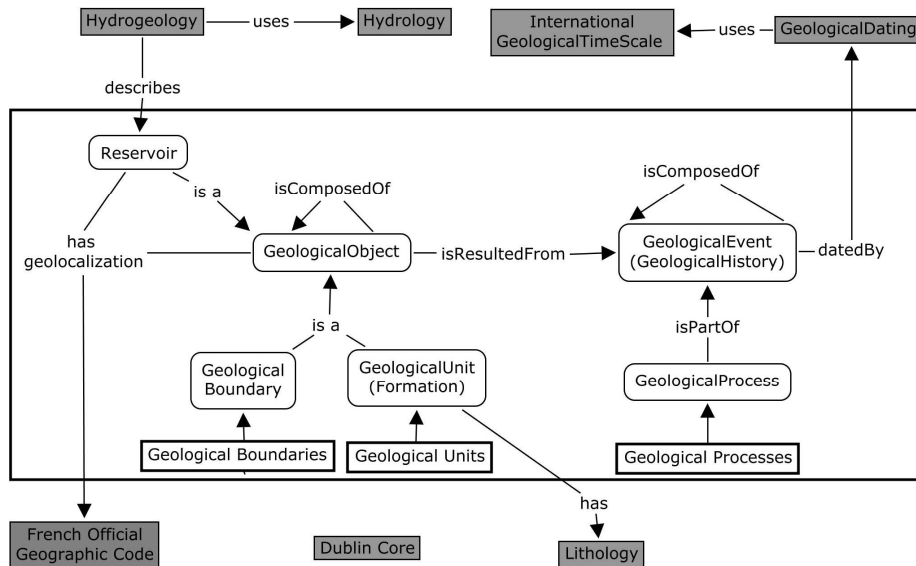 Hydrogeology
uses
Hydrology
International
GeologicalTimeScale
uses
GeologicalDating
describes
Reservoir
is a
isComposedOf
isComposedOf
has
geolocalization
GeologicalObject
isResultedFrom
GeologicalEvent
(GeologicalHistory)
datedBy
is a
isPartOf
Geological
Boundary
GeologicalUnit
(Formation)
GeologicalProcess
Geological Boundaries
Geological Units
Geological Processes
has
French Official
Geographic Code
Dublin Core
Lithology